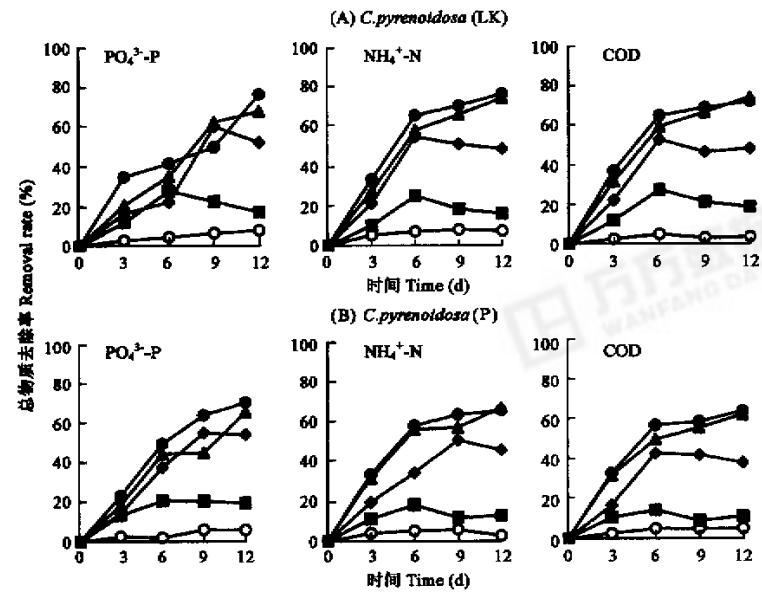 (A) C.pyrenoidosa (LK)
PO₄³⁻-P
NH₄⁺-N
COD
100
80
60
40
20
0
100
80
60
40
20
0
100
80
60
40
20
0
0 3 6 9 12
0 3 6 9 12
0 3 6 9 12
时间 Time (d)
总物质去除率 Removal rate (%)
(B) C.pyrenoidosa (P)
PO₄³⁻-P
NH₄⁺-N
COD
100
80
60
40
20
0
100
80
60
40
20
0
100
80
60
40
20
0
0 3 6 9 12
0 3 6 9 12
0 3 6 9 12
时间 Time (d)
WANFANG DA